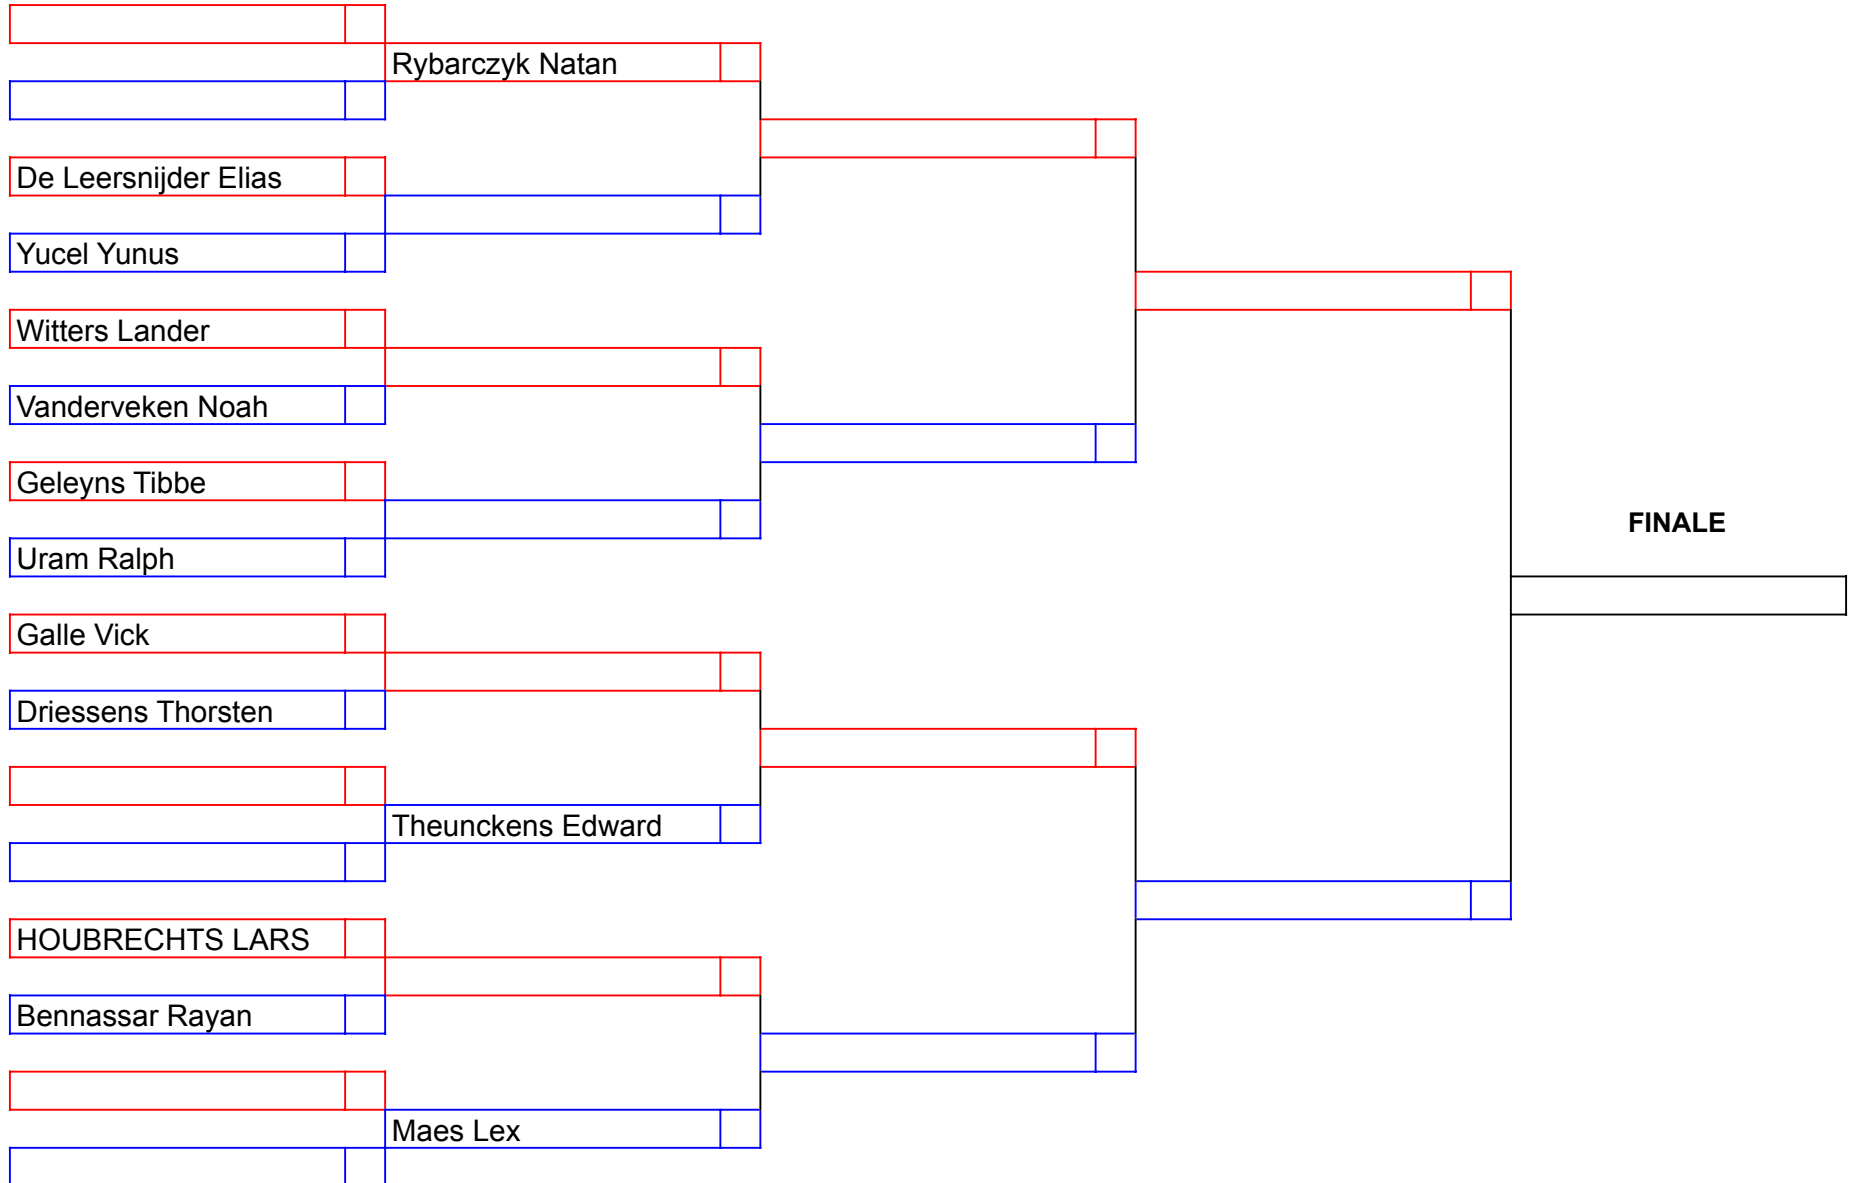 Rybarczyk Natan
De Leersnijder Elias
Yucel Yunus
Witters Lander
Vanderveken Noah
Geleyns Tibbe
FINALE
Uram Ralph
Galle Vick
Driessens Thorsten
Theunckens Edward
HOUBRECHTS LARS
Bennassar Rayan
Maes Lex